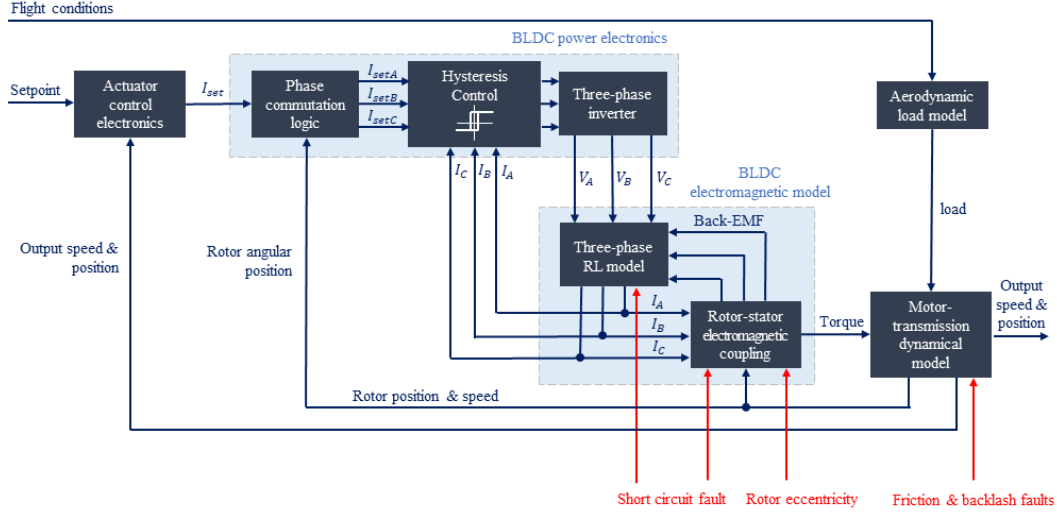 Flight conditions
BLDC power electronics
Setpoint
Actuator
control
electronics
I_set
Phase
commutation
logic
I_setA
I_setB
I_setC
Hysteresis
Control
Three-phase
inverter
Aerodynamic
load model
I_C I_B I_A
V_A V_B V_C
BLDC
electromagnetic model
load
Output speed &
position
Rotor angular
position
Back-EMF
Three-phase
RL model
I_A
I_B
I_C
Rotor-stator
electromagnetic
coupling
Torque
Motor-
transmission
dynamical
model
Output
speed &
position
Rotor position & speed
Short circuit fault
Rotor eccentricity
Friction & backlash faults